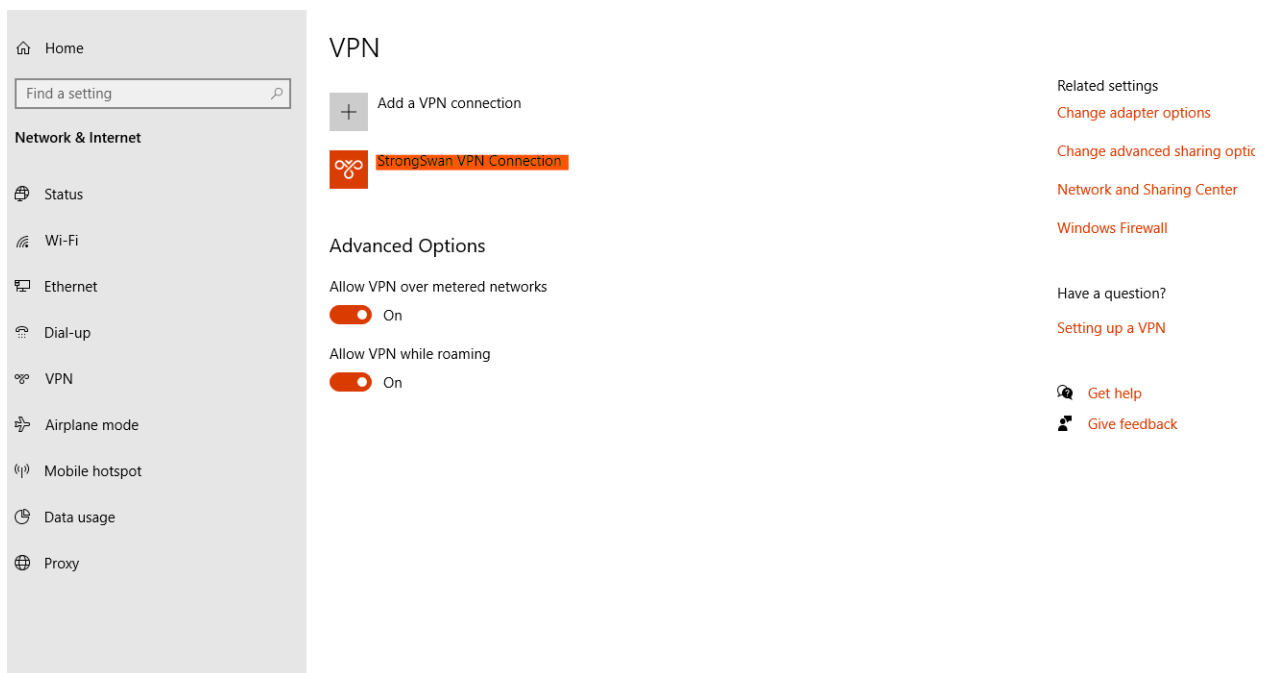 Home
Find a setting
Network & Internet
Status
Wi-Fi
Ethernet
Dial-up
VPN
Airplane mode
Mobile hotspot
Data usage
Proxy
VPN
Add a VPN connection
StrongSwan VPN Connection
Advanced Options
Allow VPN over metered networks
On
Allow VPN while roaming
On
Related settings
Change adapter options
Change advanced sharing optic
Network and Sharing Center
Windows Firewall
Have a question?
Setting up a VPN
Get help
Give feedback